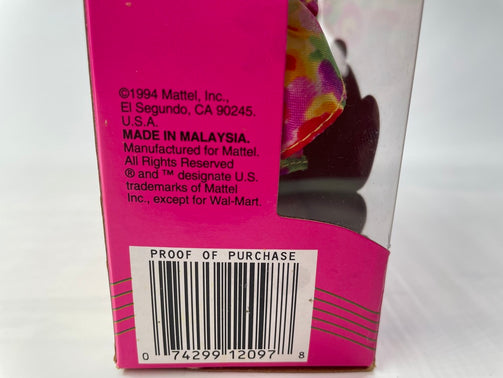 ©1994 Mattel, Inc.,
El Segundo, CA 90245.
U.S.A.
MADE IN MALAYSIA.
Manufactured for Mattel.
All Rights Reserved
® and ™ designate U.S.
trademarks of Mattel
Inc., except for Wal-Mart.
PROOF OF PURCHASE
0 74299 12097 8